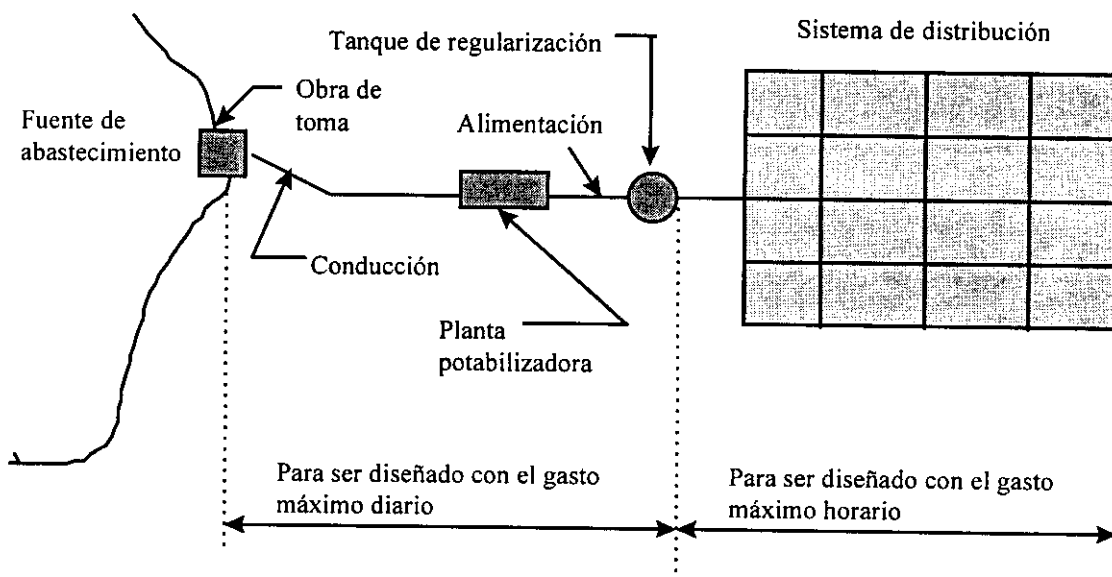 Tanque de regularización
Sistema de distribución
Obra de
toma
Fuente de
abastecimiento
Alimentación
Conducción
Planta
potabilizadora
Para ser diseñado con el gasto
máximo diario
Para ser diseñado con el gasto
máximo horario